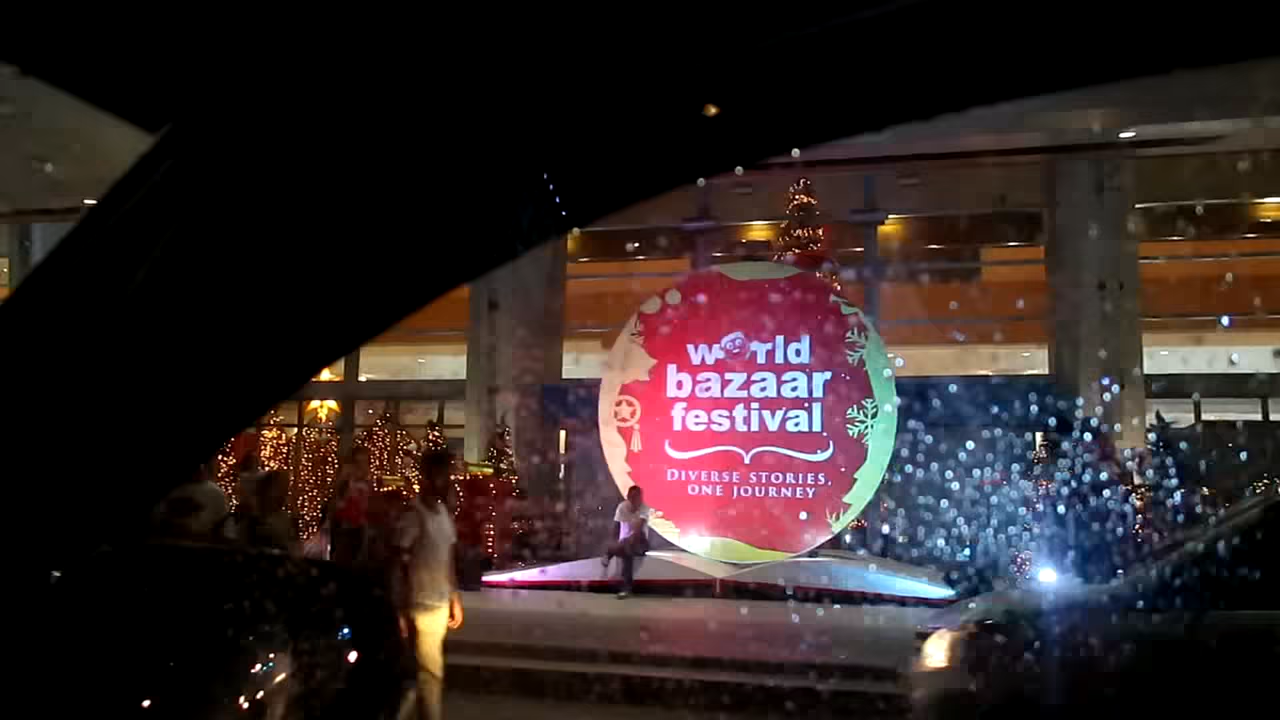 world
bazaar
festival
DIVERSE STORIES,
ONE JOURNEY